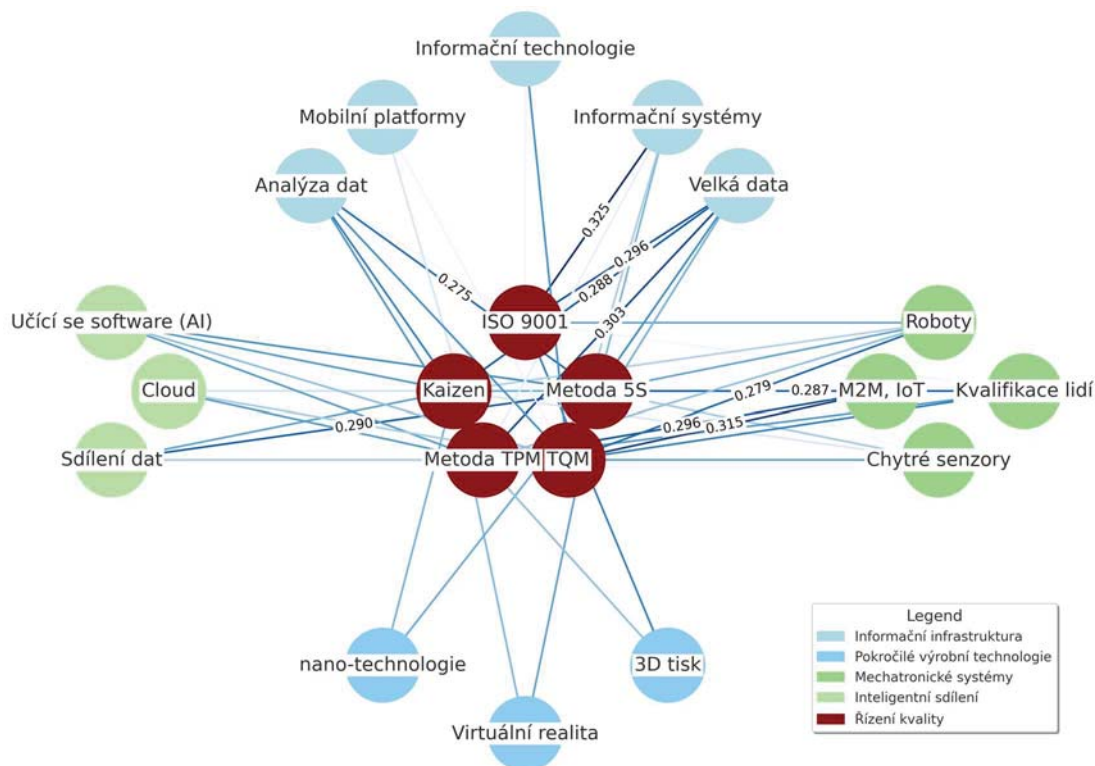 Informační technologie
Mobilní platformy
Informační systémy
Analýza dat
Velká data
0.325
0.296
0.275
0.288
Učící se software (AI)
ISO 9001
0.303
Roboty
Cloud
Kaizen
Metoda 5S
0.279
0.287
M2M, IoT
Kvalifikace lidí
0.290
0.296
0.315
Sdílení dat
Metoda TPM
TQM
Chytré senzory
nano-technologie
3D tisk
Virtuální realita
Legend
Informační infrastruktura
Pokročilé výrobní technologie
Mechatronické systémy
Inteligentní sdílení
Řízení kvality